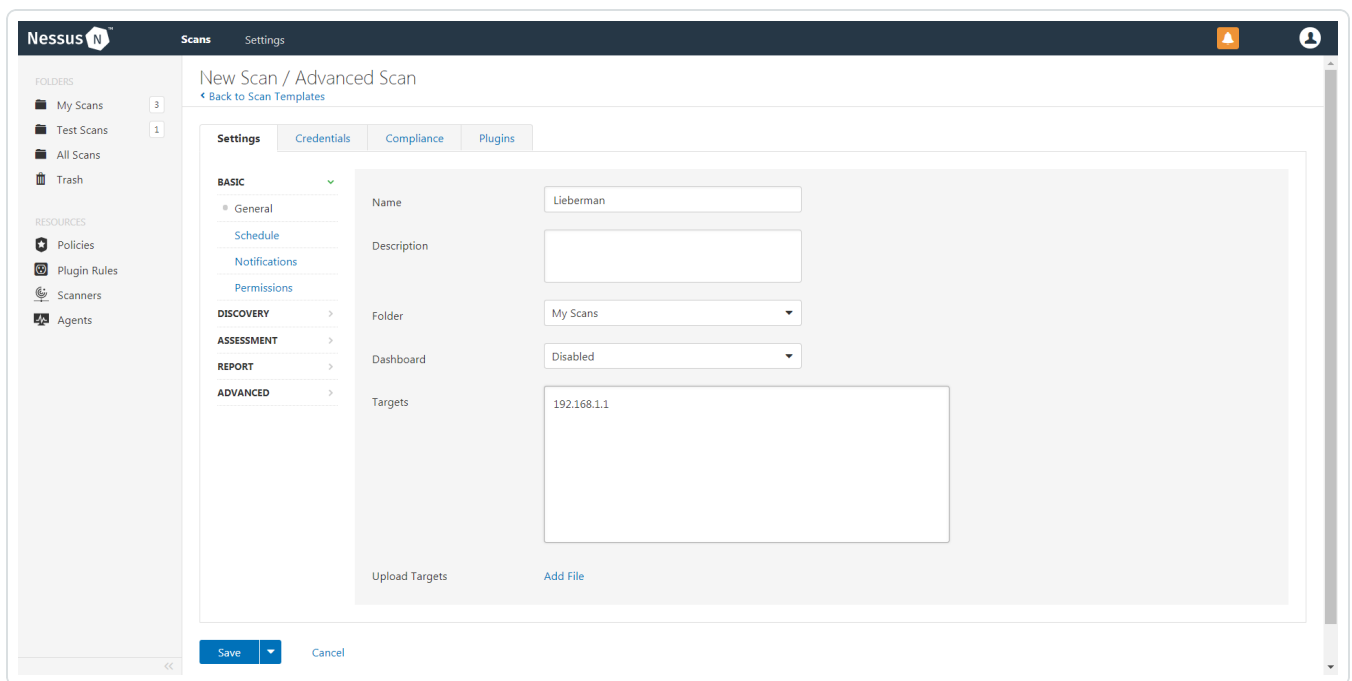 Nessus N ™
Scans Settings
FOLDERS
My Scans 3
Test Scans 1
All Scans
Trash
RESOURCES
Policies
Plugin Rules
Scanners
Agents
New Scan / Advanced Scan
Back to Scan Templates
Settings Credentials Compliance Plugins
BASIC
General
Schedule
Notifications
Permissions
DISCOVERY
ASSESSMENT
REPORT
ADVANCED
Name Lieberman
Description
Folder My Scans
Dashboard Disabled
Targets 192.168.1.1
Upload Targets Add File
Save Cancel